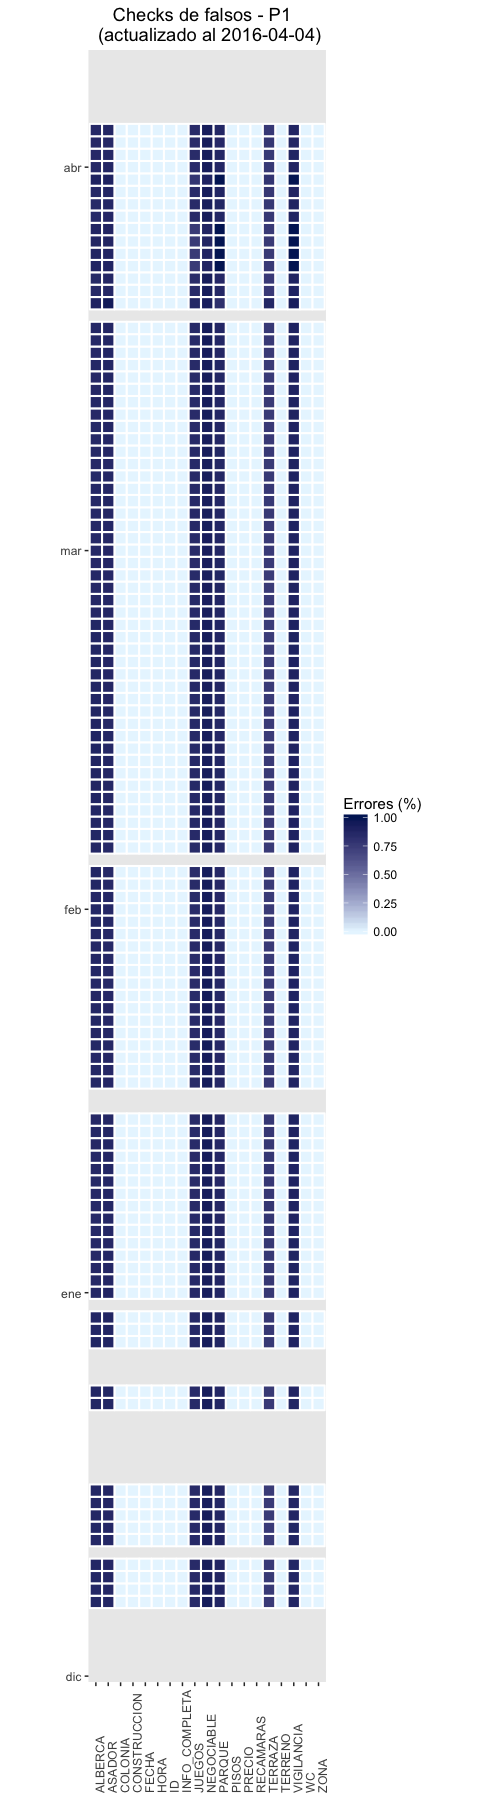 Checks de falsos - P1
(actualizado al 2016-04-04)
abr
mar
feb
ene
dic
Errores (%)
1.00
0.75
0.50
0.25
0.00
ALBERCA
ASADOR
COLONIA
CONSTRUCCION
FECHA
HORA
ID
INFO_COMPLETA
JUEGOS
NEGOCIABLE
PARQUE
PISOS
PRECIO
RECAMARAS
TERRAZA
TERRENO
VIGILANCIA
WC
ZONA